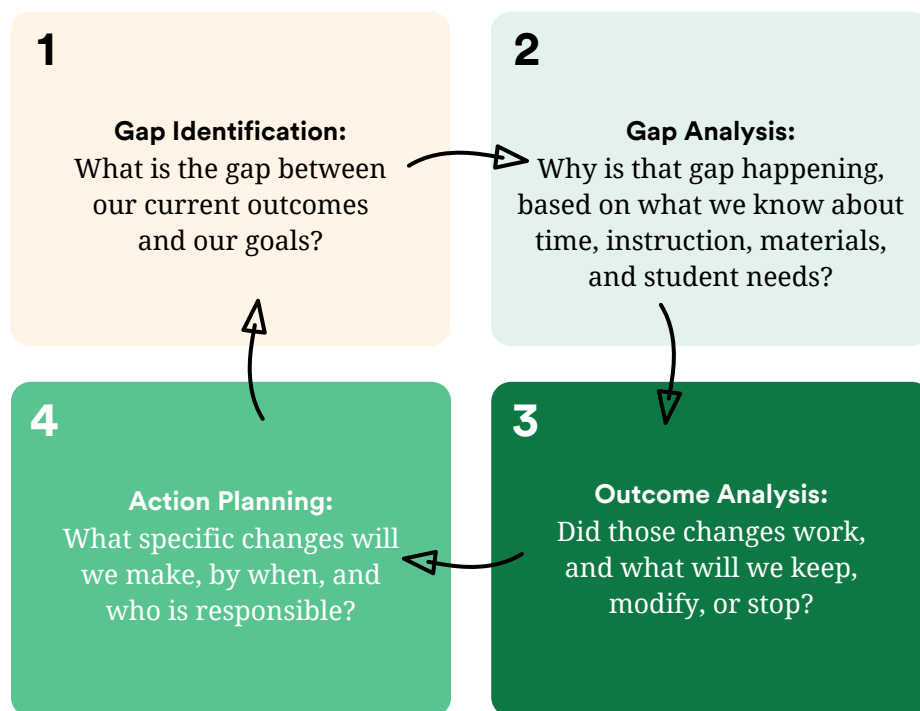 1
Gap Identification:
What is the gap between
our current outcomes
and our goals?
2
Gap Analysis:
Why is that gap happening,
based on what we know about
time, instruction, materials,
and student needs?
3
Outcome Analysis:
Did those changes work,
and what will we keep,
modify, or stop?
4
Action Planning:
What specific changes will
we make, by when, and
who is responsible?